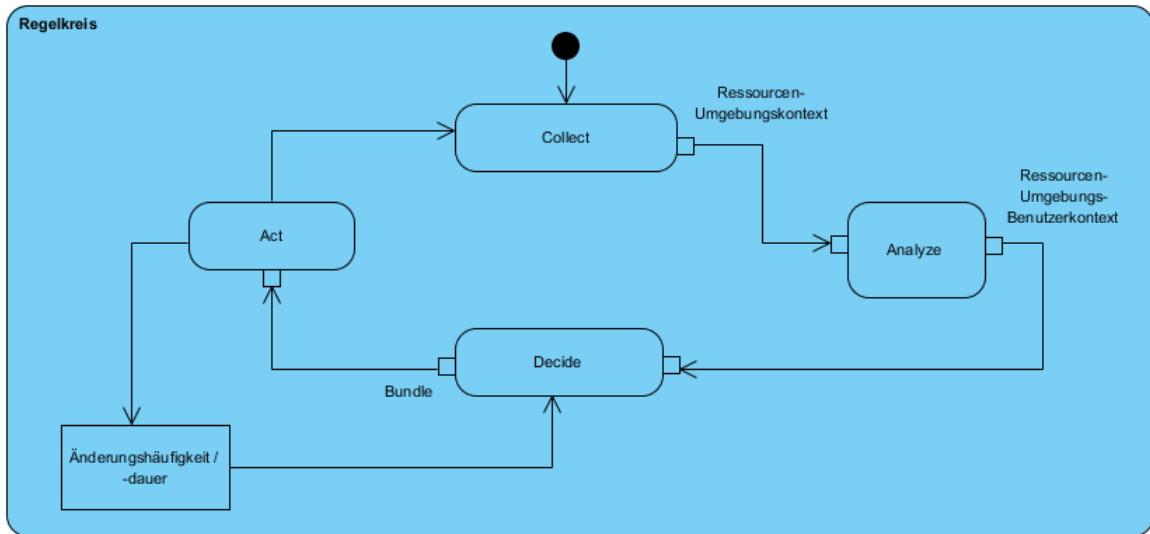 Regelkreis
Ressourcen-
Umgebungskontext
Collect
Ressourcen-
Umgebungs-
Benutzerkontext
Act
Analyze
Decide
Bundle
Änderungshäufigkeit /
-dauer